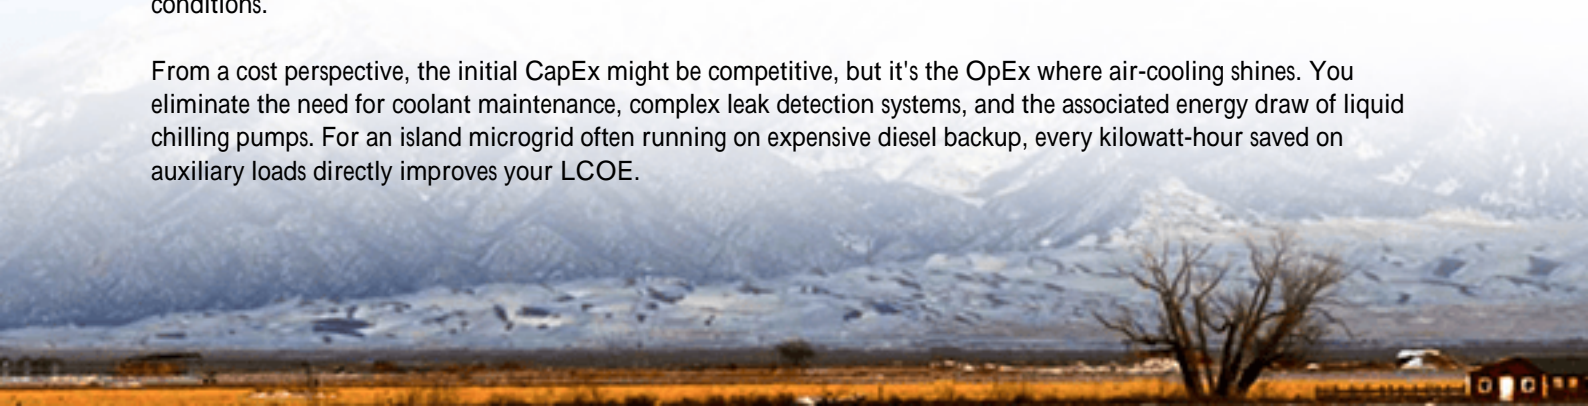 conditions.
From a cost perspective, the initial CapEx might be competitive, but it's the OpEx where air-cooling shines. You
eliminate the need for coolant maintenance, complex leak detection systems, and the associated energy draw of liquid
chilling pumps. For an island microgrid often running on expensive diesel backup, every kilowatt-hour saved on
auxiliary loads directly improves your LCOE.